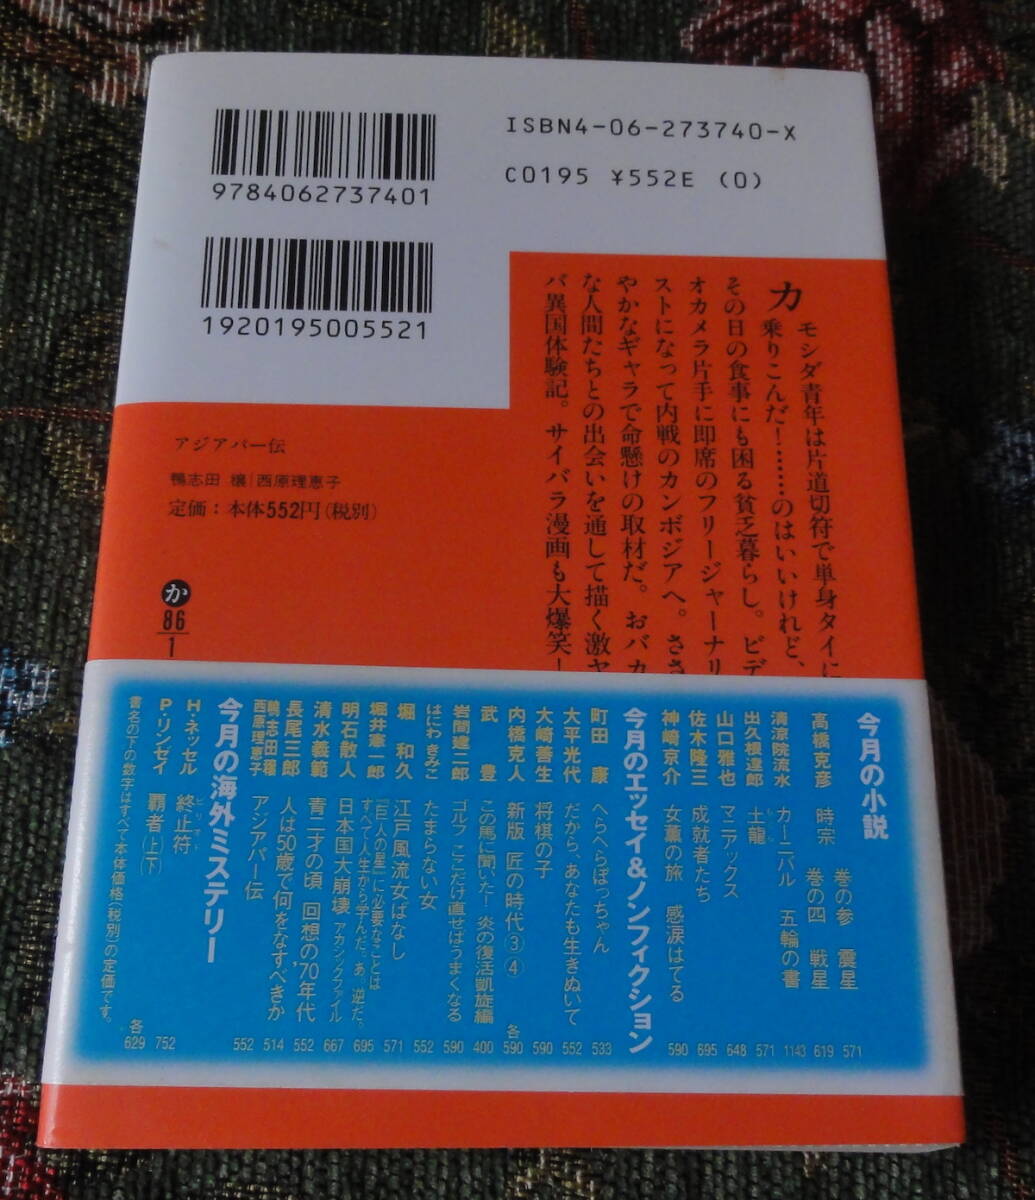 ISBN4-06-273740-X
C0195 ¥552E (0)
9784062737401
1920195005521
カモシダ青年は片道切符で単身タイに
乗りこんだ!……のはいいけれど、
その日の食事にも困る貧乏暮らし。ビデ
オカメラ片手に即席のフリージャーナリ
ストになって内戦のカンボジアへ。ささ
やかなギャラで命懸けの取材だ。おバカ
な人間たちとの出会いを通して描く激ヤ
バ異国体験記。サイバラ漫画も大爆笑
アジアパー伝
鴨志田 穣|西原理恵子
定価:本体552円(税別)
か
86
1
今月の小説
高橋克彦 時宗 巻の参 震星 571
巻の四 戦星 619
清涼院流水 カーニバル 五輪の書 1143
出久根達郎 土龍 571
山口雅也 マニアックス 648
佐木隆三 成就者たち 695
神崎京介 女薫の旅 感涙はてる 590
今月のエッセイ&ノンフィクション
町田 康 へらへらぼっちゃん 533
大平光代 だから、あなたも生きぬいて 552
大崎善生 将棋の子 590
内橋克人 新版 匠の時代③④ 各590
武 豊 この馬に聞いた! 炎の復活凱旋編 400
岩間建二郎 ゴルフ ここだけ直せばうまくなる 590
はにわきみこ たまらない女 552
堀 和久 江戸風流女ばなし 571
堀井憲一郎 「巨人の星」に必要なことはすべて人生から学んだ。あ、逆だ。 695
明石散人 日本国大崩壊 アカシックファイル 667
清水義範 青二才の頃 回想の'70年代 552
長尾三郎 人は50歳で何をなすべきか 514
鴨志田穣
西原理恵子 アジアパー伝 552
今月の海外ミステリー
H・ネッセル 終止符 ピリオド 752
P・リンゼイ 覇者(上)(下) 各629
書名の下の数字はすべて本体価格(税別)の定価です。